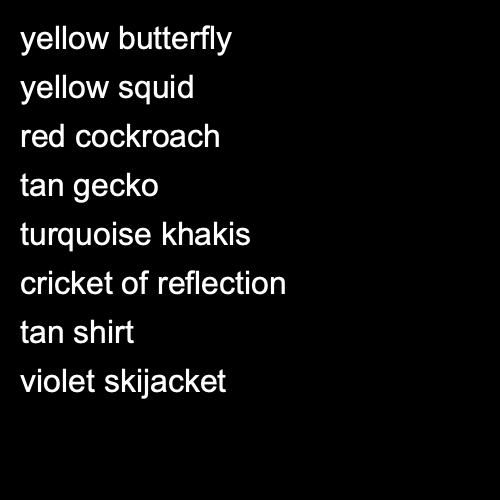 yellow butterfly
yellow squid
red cockroach
tan gecko
turquoise khakis
cricket of reflection
tan shirt
violet skijacket